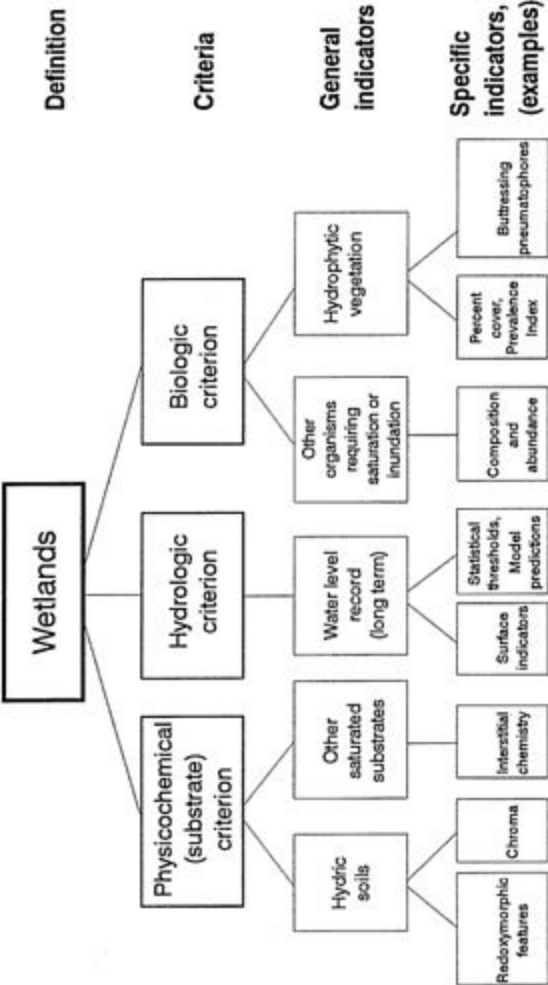 Definition
Wetlands
Criteria
Physicochemical
(substrate)
criterion
Hydrologic
criterion
Biologic
criterion
General
indicators
Hydric
soils
Other
saturated
substrates
Water level
record
(long term)
Other
organisms
requiring
saturation or
inundation
Hydrophytic
vegetation
Specific
indicators,
(examples)
Redoxymorphic
features
Chroma
Interstitial
chemistry
Surface
indicators
Statistical
thresholds,
Model
predictions
Composition
and
abundance
Percent
cover,
Prevalence
Index
Buttressing
pneumatophores